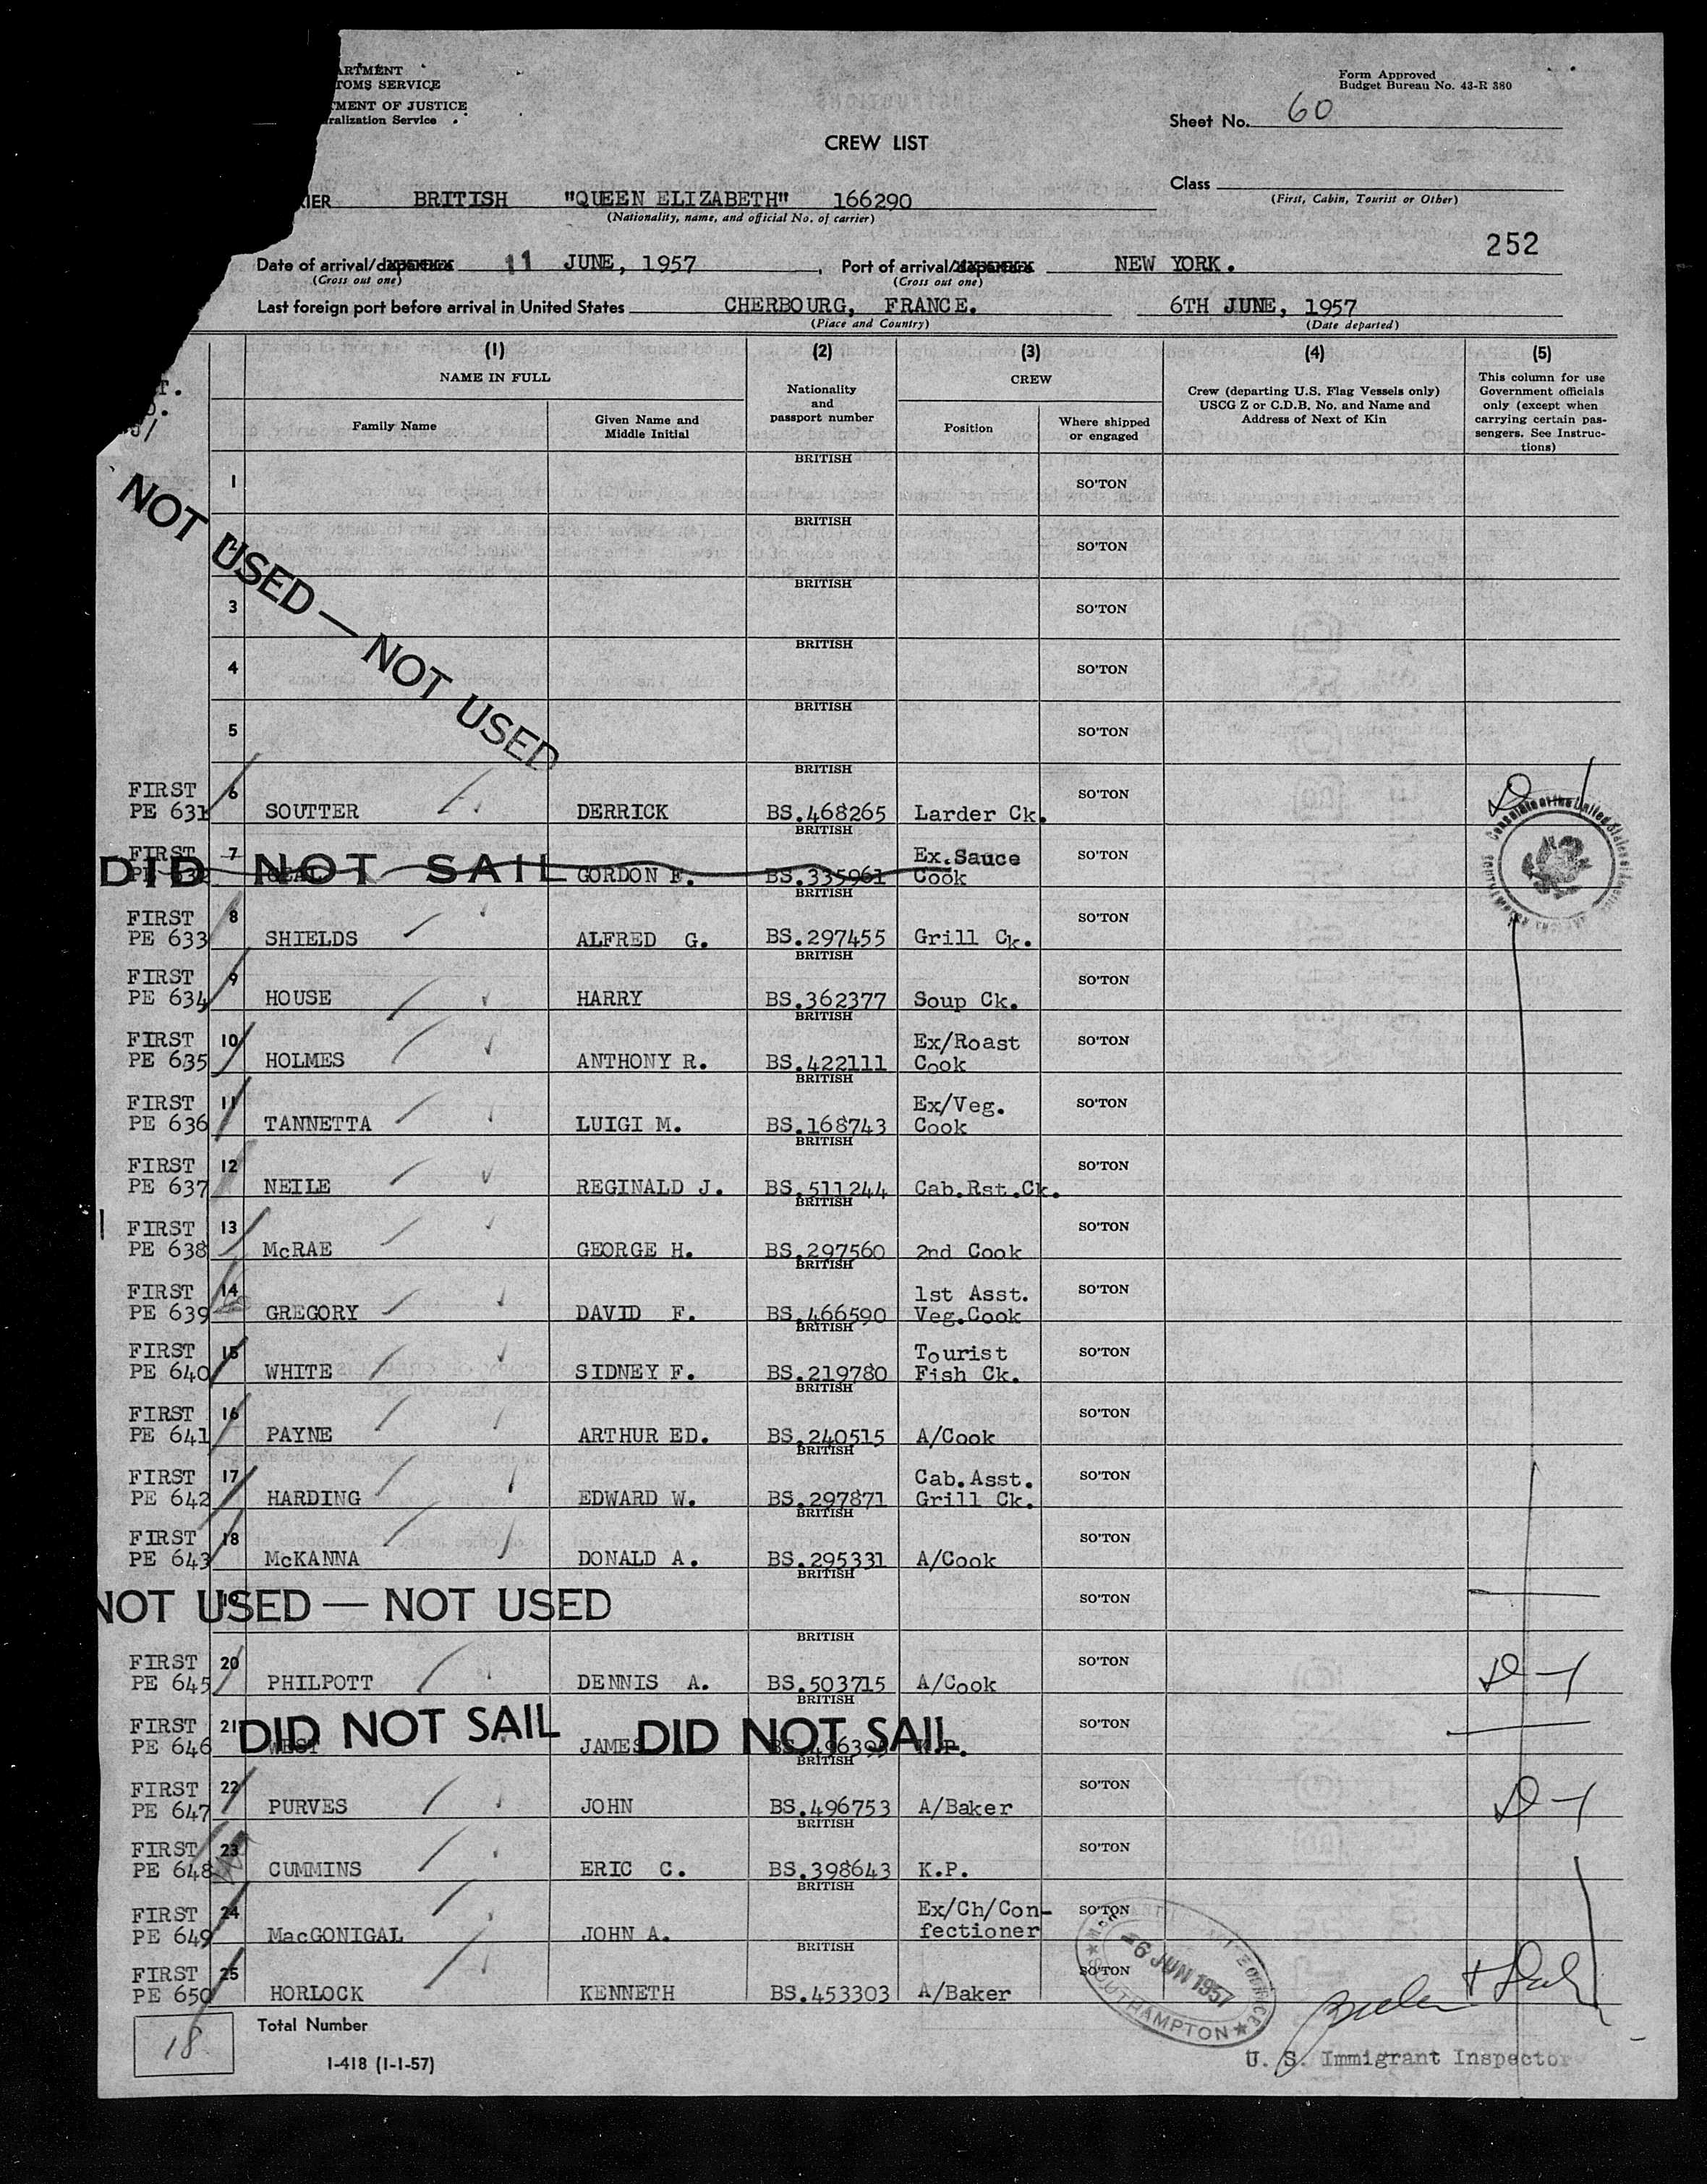 ARTMENT
TOMS SERVICE
MENT OF JUSTICE
ralization Service
Form Approved
Budget Bureau No. 43-R 380
Sheet No. 60
CREW LIST
Class
(First, Cabin, Tourist or Other)
IER BRITISH "QUEEN ELIZABETH" 166290
(Nationality, name, and official No. of carrier)
252
Date of arrival/departure 11 JUNE, 1957, Port of arrival/departure NEW YORK.
(Cross out one) (Cross out one)
Last foreign port before arrival in United States CHERBOURG, FRANCE. 6TH JUNE, 1957
(Place and Country) (Date departed)
(1) (2) (3) (4) (5)
NAME IN FULL
Family Name
Given Name and Middle Initial
Nationality and passport number
CREW
Position
Where shipped or engaged
Crew (departing U.S. Flag Vessels only) USCG Z or C.D.B. No. and Name and Address of Next of Kin
This column for use Government officials only (except when carrying certain passengers. See Instructions)
1 BRITISH SO'TON
2 BRITISH SO'TON
3 BRITISH SO'TON
4 BRITISH SO'TON
5 BRITISH SO'TON
NOT USED — NOT USED
FIRST PE 631 6 SOUTTER DERRICK BRITISH BS.468265 Larder Ck. SO'TON
FIRST 7 GORDON F. BRITISH BS.335961 Ex.Sauce Cook SO'TON
DID NOT SAIL
FIRST PE 633 8 SHIELDS ALFRED G. BRITISH BS.297455 Grill Ck. SO'TON
FIRST PE 634 9 HOUSE HARRY BRITISH BS.362377 Soup Ck. SO'TON
FIRST PE 635 10 HOLMES ANTHONY R. BRITISH BS.422111 Ex/Roast Cook SO'TON
FIRST PE 636 11 TANNETTA LUIGI M. BRITISH BS.168743 Ex/Veg. Cook SO'TON
FIRST PE 637 12 NEILE REGINALD J. BRITISH BS.511244 Cab.Rst.Ck. SO'TON
FIRST PE 638 13 McRAE GEORGE H. BRITISH BS.297560 2nd Cook SO'TON
FIRST PE 639 14 GREGORY DAVID F. BRITISH BS.466590 1st Asst. Veg.Cook SO'TON
FIRST PE 640 15 WHITE SIDNEY F. BRITISH BS.219780 Tourist Fish Ck. SO'TON
FIRST PE 641 16 PAYNE ARTHUR ED. BRITISH BS.240515 A/Cook SO'TON
FIRST PE 642 17 HARDING EDWARD W. BRITISH BS.297871 Cab.Asst. Grill Ck. SO'TON
FIRST PE 643 18 McKANNA DONALD A. BRITISH BS.295331 A/Cook SO'TON
NOT USED — NOT USED 19 BRITISH SO'TON
FIRST PE 645 20 PHILPOTT DENNIS A. BRITISH BS.503715 A/Cook SO'TON
FIRST PE 646 21 WEST JAMES BRITISH SO'TON
DID NOT SAIL DID NOT SAIL
FIRST PE 647 22 PURVES JOHN BRITISH BS.496753 A/Baker SO'TON
FIRST PE 648 23 CUMMINS ERIC C. BRITISH BS.398643 K.P. SO'TON
FIRST PE 649 24 MacGONIGAL JOHN A. BRITISH Ex/Ch/Confectioner SO'TON
FIRST PE 650 25 HORLOCK KENNETH BRITISH BS.453303 A/Baker SO'TON
-6 JUN 1957
SOUTHAMPTON
18 Total Number
I-418 (1-1-57)
U. S. Immigrant Inspector